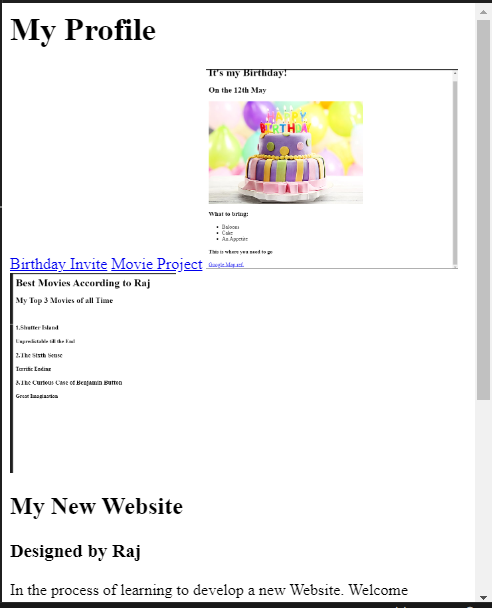 My Profile
It's my Birthday!
On the 12th May
HAPPY
BIRTHDAY
What to bring:
Baloons
Cake
An Appetite
This is where you need to go
Google Map ref.
Birthday Invite Movie Project
Best Movies According to Raj
My Top 3 Movies of all Time
1.Shutter Island
Unpredictable till the End
2.The Sixth Sense
Terrific Ending
3.The Curious Case of Benjamin Button
Great Imagination
My New Website
Designed by Raj
In the process of learning to develop a new Website. Welcome